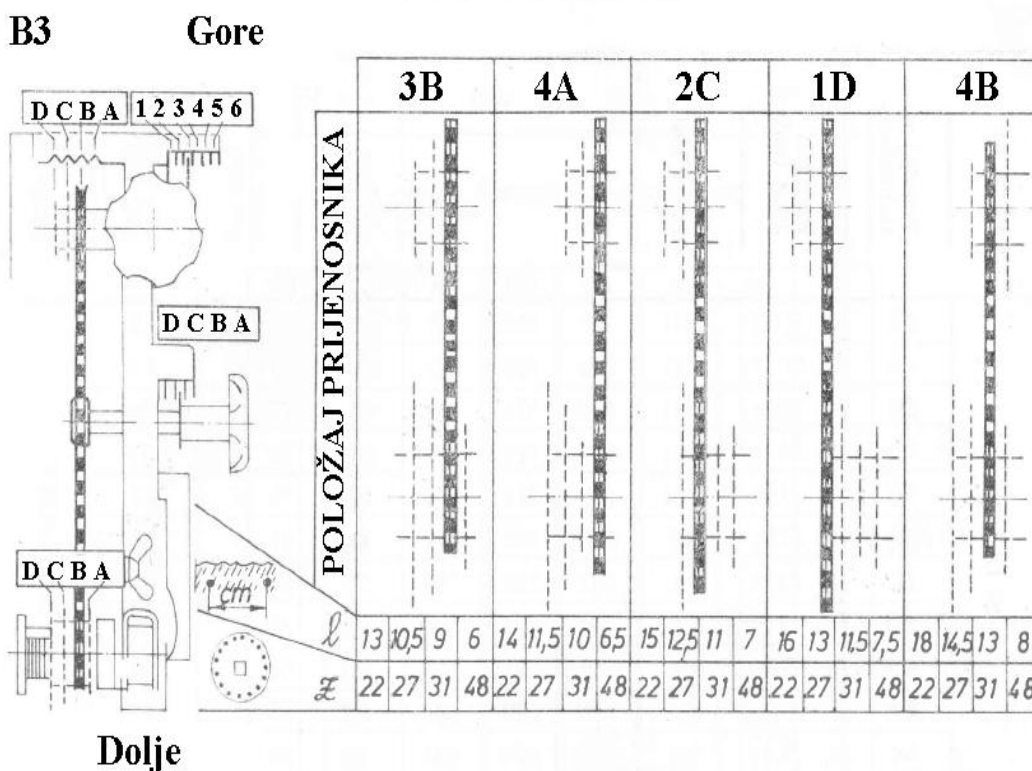 B3 Gore
3B 4A 2C 1D 4B
D C B A 1 2 3 4 5 6
POLOŽAJ PRIJENOSNIKA
D C B A
D C B A
cm
l 13 10,5 9 6 14 11,5 10 6,5 15 12,5 11 7 16 13 11,5 7,5 18 14,5 13 8
z 22 27 31 48 22 27 31 48 22 27 31 48 22 27 31 48 22 27 31 48
Dolje